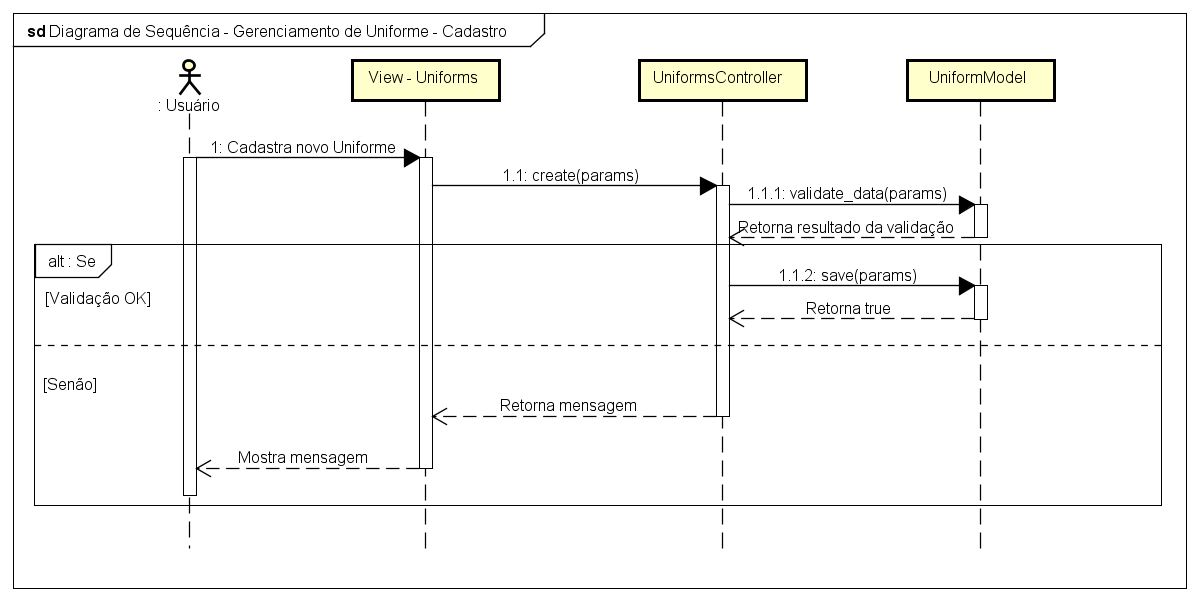 sd Diagrama de Sequência - Gerenciamento de Uniforme - Cadastro
: Usuário
View - Uniforms
UniformsController
UniformModel
1: Cadastra novo Uniforme
1.1: create(params)
1.1.1: validate_data(params)
Retorna resultado da validação
alt : Se
[Validação OK]
1.1.2: save(params)
Retorna true
[Senão]
Retorna mensagem
Mostra mensagem